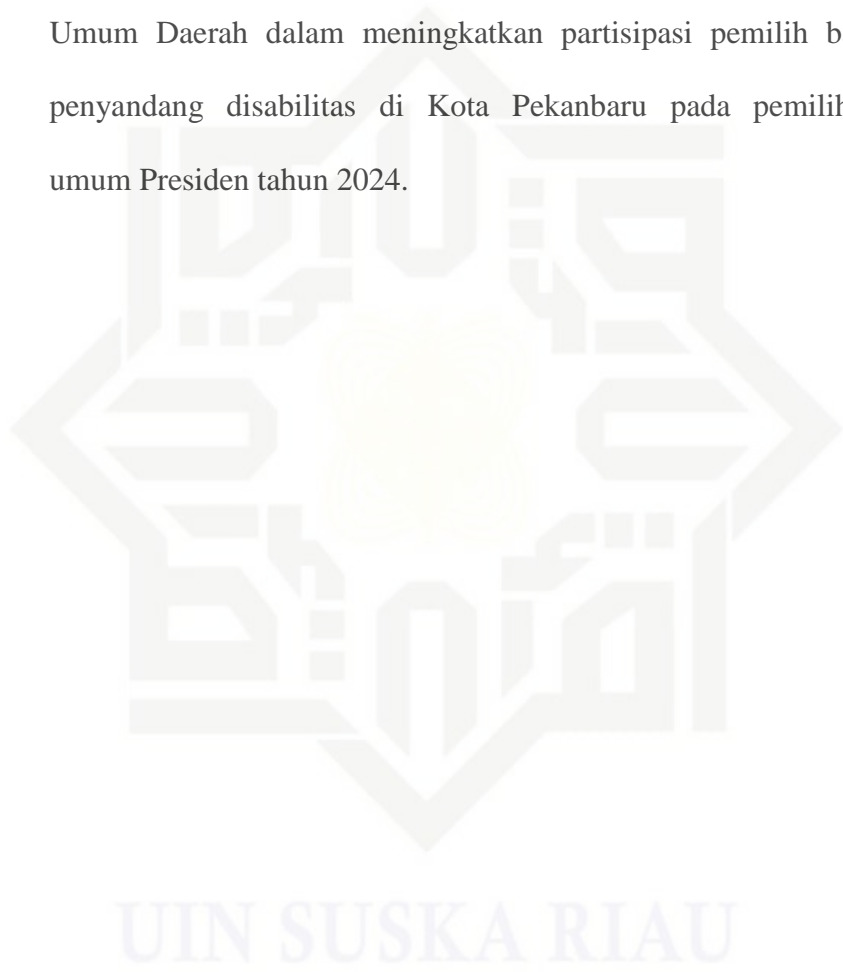 Umum Daerah dalam meningkatkan partisipasi pemilih
penyandang disabilitas di Kota Pekanbaru pada
umum Presiden tahun 2024.
UIN SUSKA RIAU